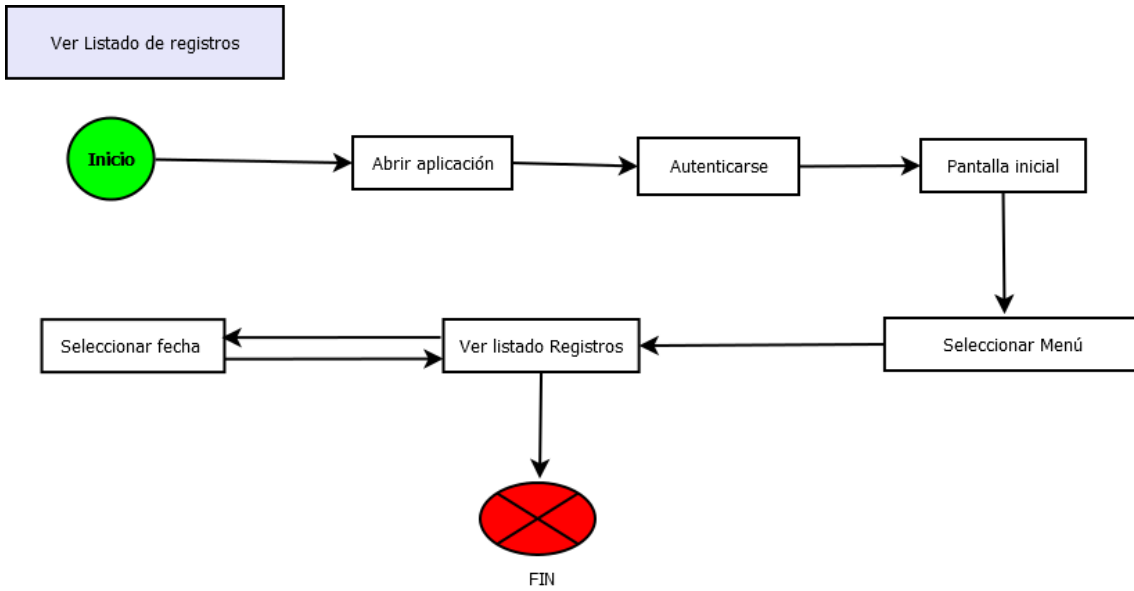 Ver Listado de registros
Inicio
Abrir aplicación
Autenticarse
Pantalla inicial
Seleccionar fecha
Ver listado Registros
Seleccionar Menú
FIN